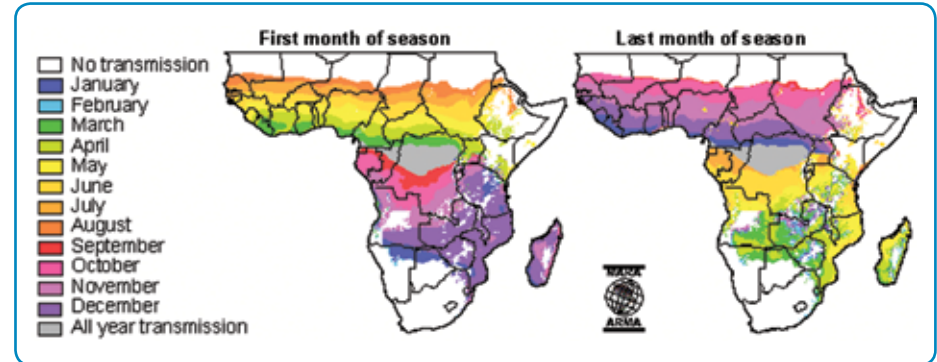 First month of season
Last month of season
No transmission
January
February
March
April
May
June
July
August
September
October
November
December
All year transmission
MARA
ARMA